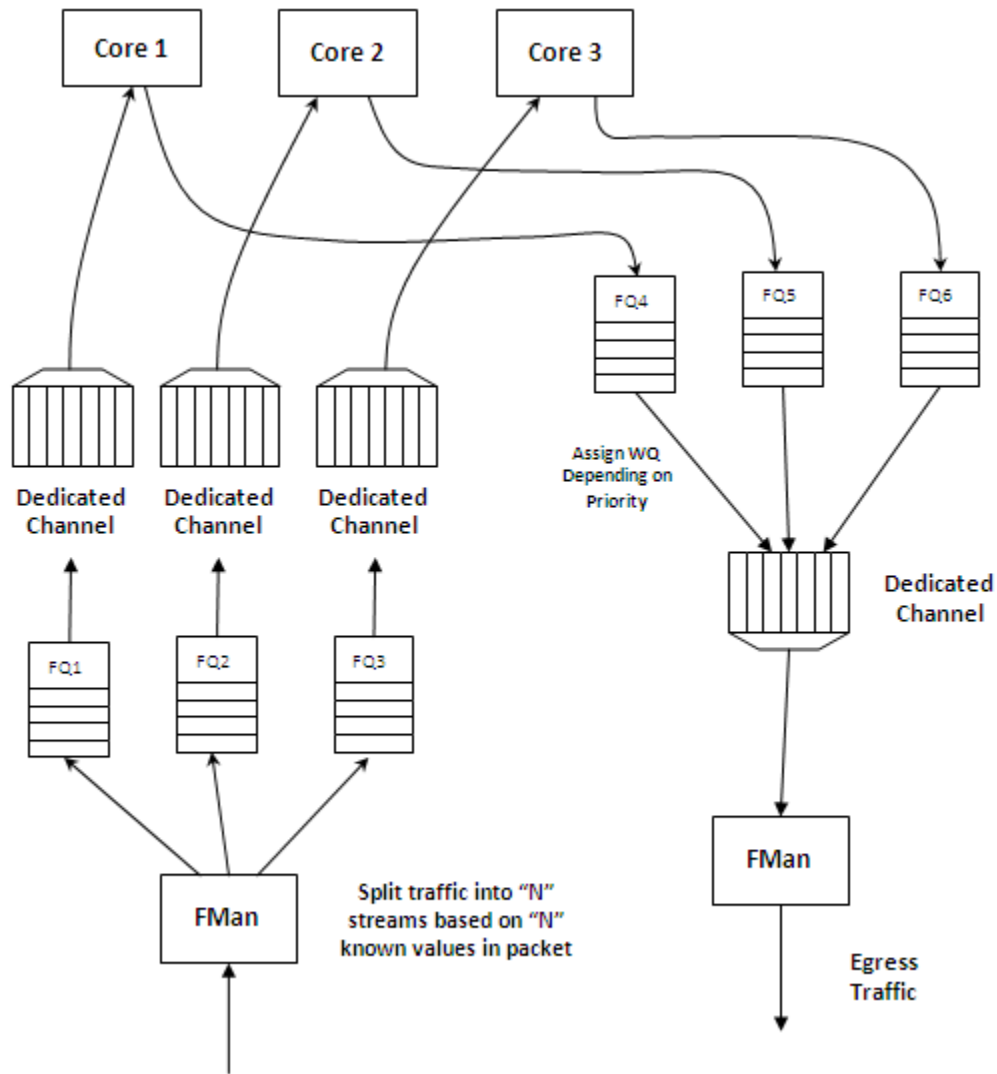 Core 1
Core 2
Core 3
FQ4
FQ5
FQ6
Assign WQ
Depending on
Priority
Dedicated
Channel
Dedicated
Channel
Dedicated
Channel
Dedicated
Channel
FQ1
FQ2
FQ3
FMan
Split traffic into “N”
streams based on “N”
known values in packet
FMan
Egress
Traffic